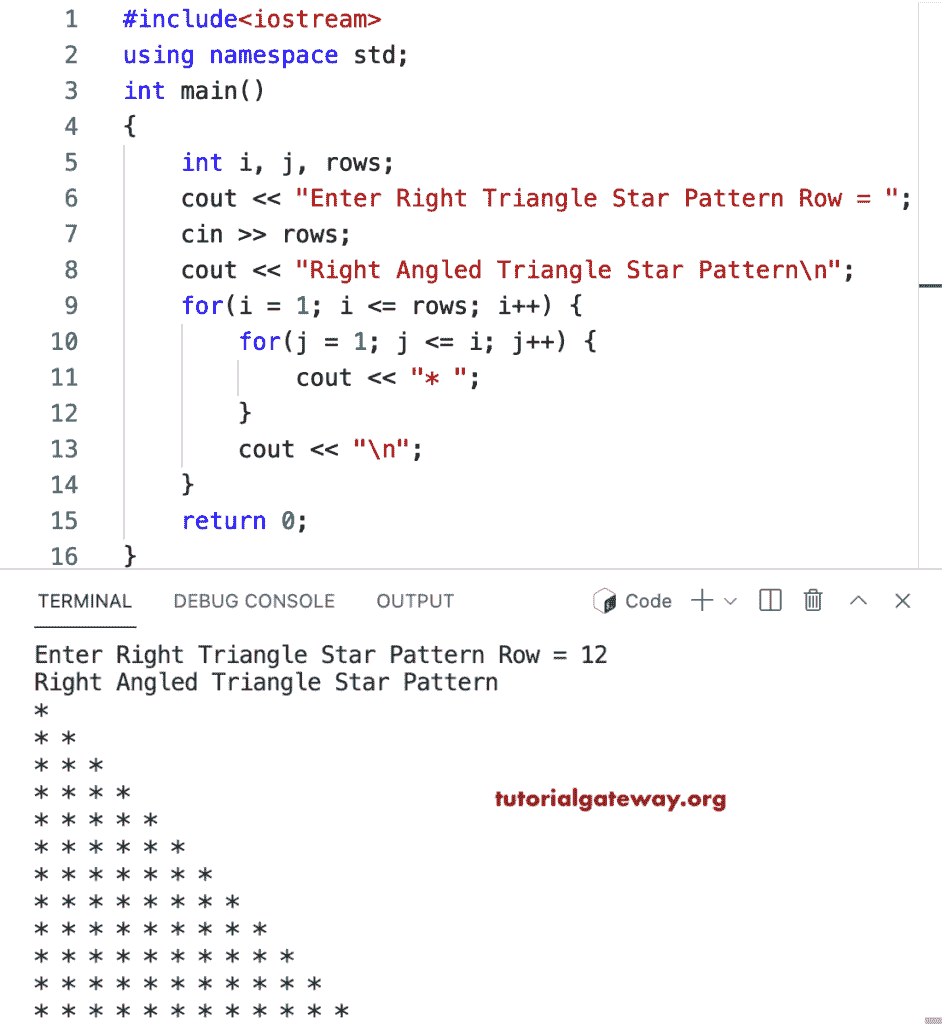 1 #include<iostream>
2 using namespace std;
3 int main()
4 {
5     int i, j, rows;
6     cout << "Enter Right Triangle Star Pattern Row = ";
7     cin >> rows;
8     cout << "Right Angled Triangle Star Pattern\n";
9     for(i = 1; i <= rows; i++) {
10         for(j = 1; j <= i; j++) {
11             cout << "* ";
12         }
13         cout << "\n";
14     }
15     return 0;
16 }
TERMINAL DEBUG CONSOLE OUTPUT Code
Enter Right Triangle Star Pattern Row = 12
Right Angled Triangle Star Pattern
*
* *
* * *
* * * *
tutorialgateway.org
* * * * *
* * * * * *
* * * * * * *
* * * * * * * *
* * * * * * * * *
* * * * * * * * * *
* * * * * * * * * * *
* * * * * * * * * * * *